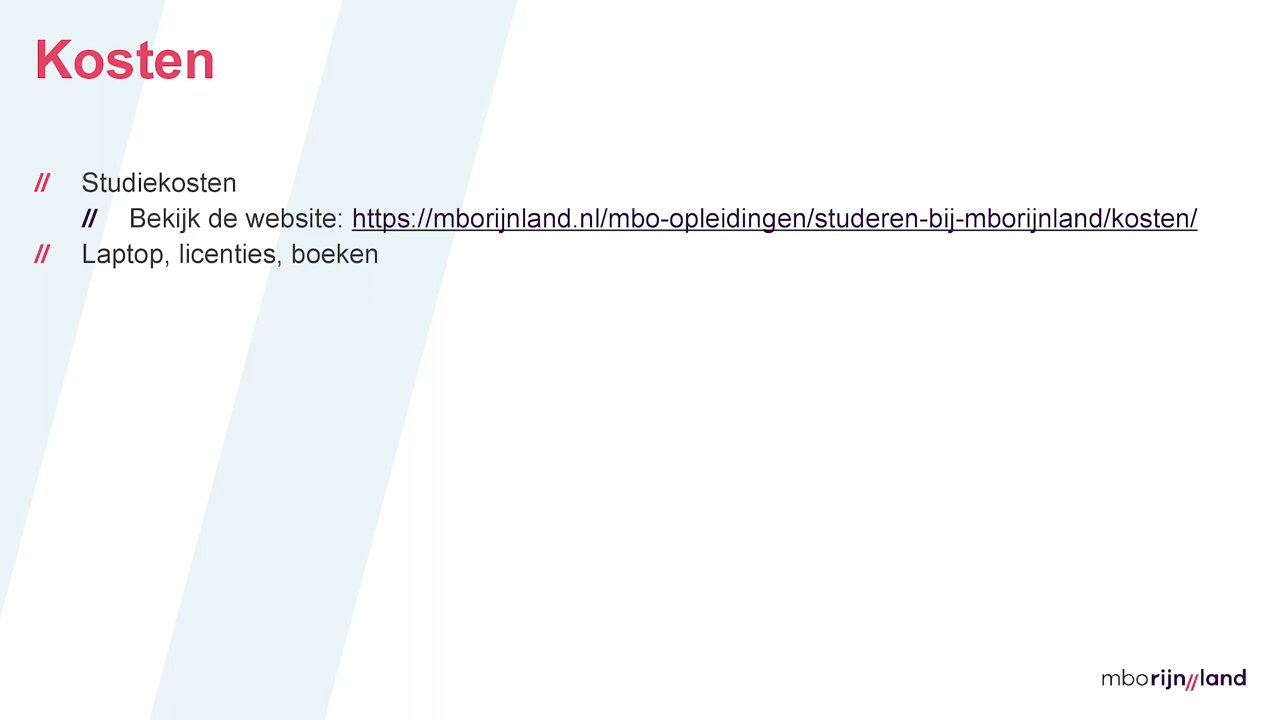 Kosten
// Studiekosten
// Bekijk de website: https://mborijnland.nl/mbo-opleidingen/studeren-bij-mborijnland/kosten/
// Laptop, licenties, boeken
mborijn//land